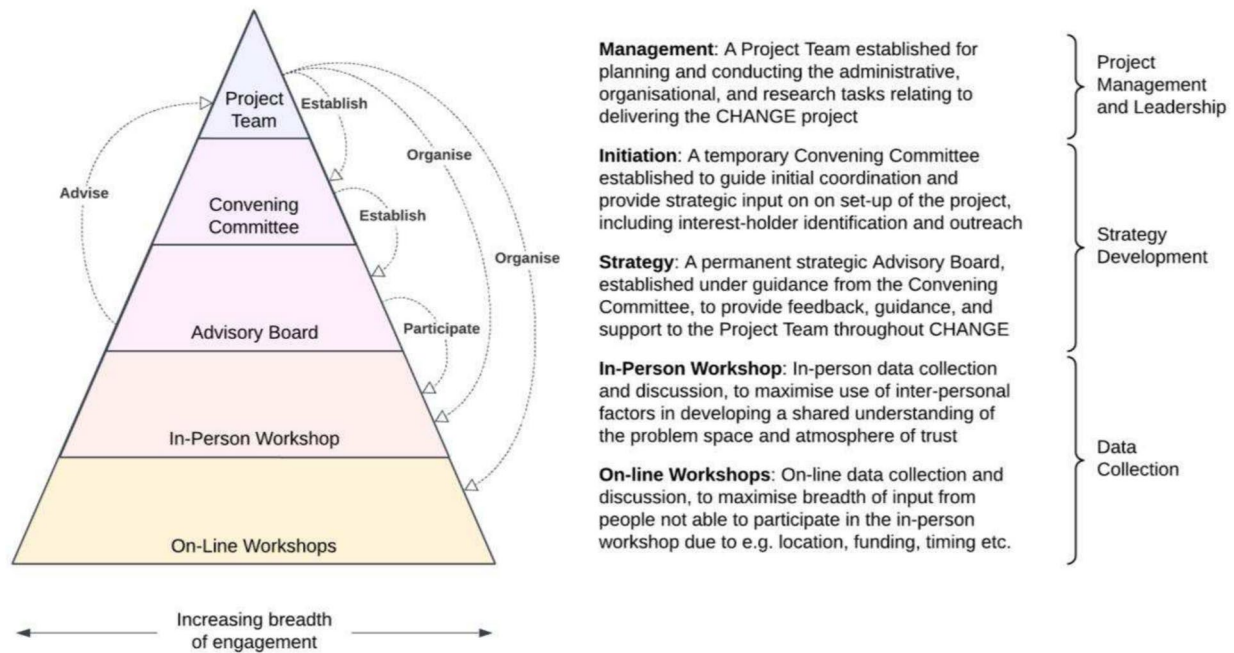 Project
Team
Convening
Committee
Advisory Board
In-Person Workshop
On-Line Workshops
Advise
Establish
Organise
Establish
Organise
Participate
Increasing breadth
of engagement
Management: A Project Team established for
planning and conducting the administrative,
organisational, and research tasks relating to
delivering the CHANGE project
Initiation: A temporary Convening Committee
established to guide initial coordination and
provide strategic input on on set-up of the project,
including interest-holder identification and outreach
Strategy: A permanent strategic Advisory Board,
established under guidance from the Convening
Committee, to provide feedback, guidance, and
support to the Project Team throughout CHANGE
In-Person Workshop: In-person data collection
and discussion, to maximise use of inter-personal
factors in developing a shared understanding of
the problem space and atmosphere of trust
On-line Workshops: On-line data collection and
discussion, to maximise breadth of input from
people not able to participate in the in-person
workshop due to e.g. location, funding, timing etc.
Project
Management
and Leadership
Strategy
Development
Data
Collection